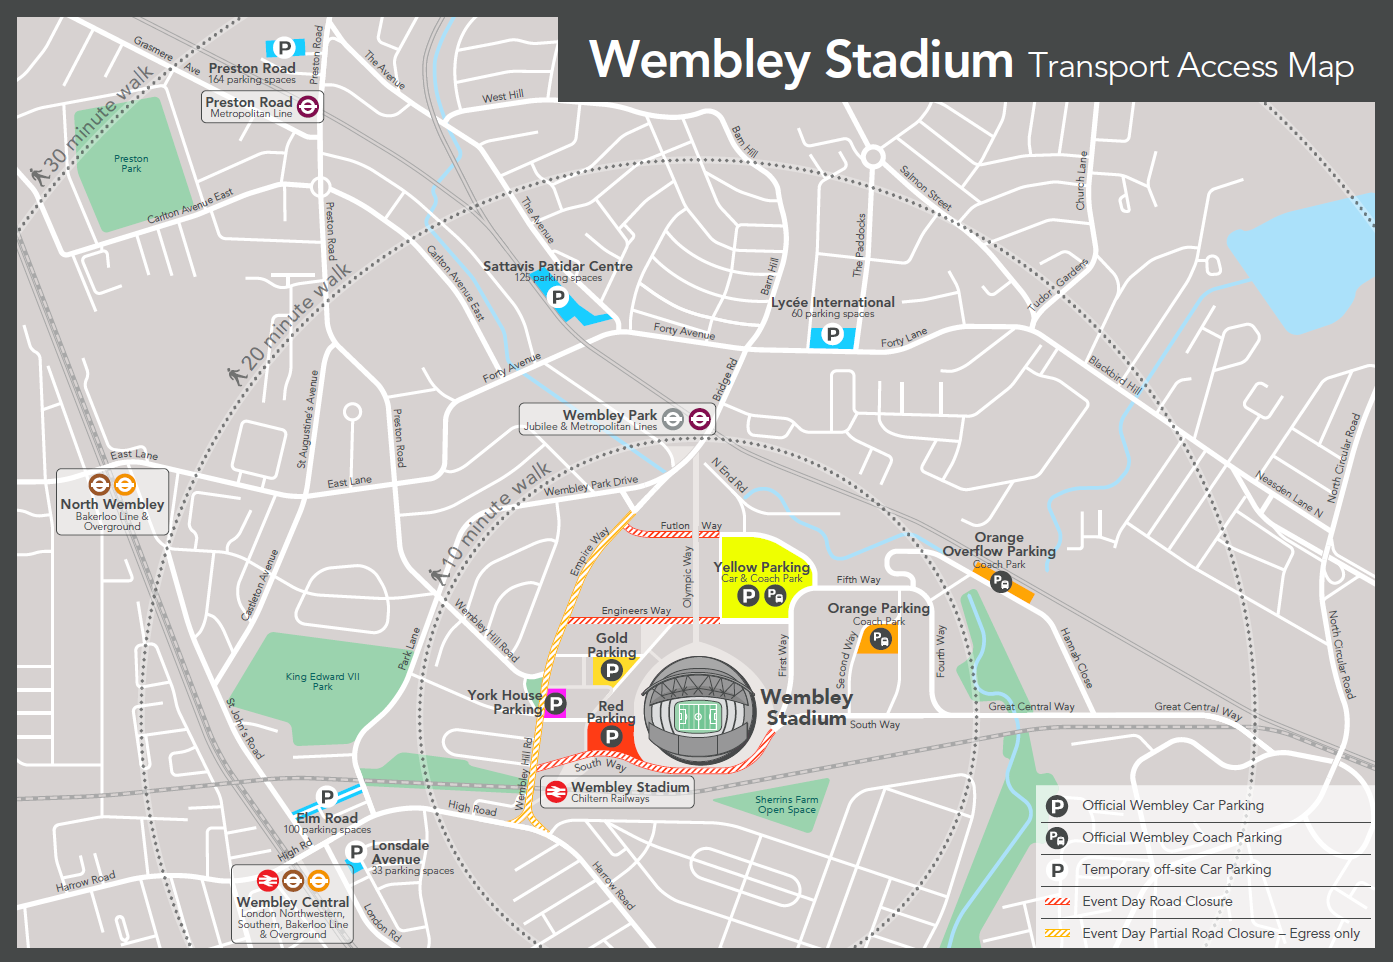 Wembley Stadium Transport Access Map
Grasmere Ave
P
Preston Road
164 parking spaces
Preston Road
The Avenue
West Hill
Preston Road
Metropolitan Line
30 minute walk
Preston
Park
Carlton Avenue East
Preston Road
Barn Hill
Salmon Street
Church Lane
The Avenue
The Paddocks
Carlton Avenue East
20 minute walk
Sattavis Patidar Centre
125 parking spaces
P
Barn Hill
Tudor Gardens
Lycée International
60 parking spaces
P
Forty Avenue
Forty Lane
Forty Avenue
Bridge Rd
Blackbird Hill
St Augustine's Avenue
Preston Road
Wembley Park
Jubilee & Metropolitan Lines
North Circular Road
East Lane
North Wembley
Bakerloo Line &
Overground
East Lane
10 minute walk
Wembley Park Drive
N End Rd
Neasden Lane N
Empire Way
Futlon Way
Olympic Way
Orange
Overflow Parking
Coach Park
P
Yellow Parking
Car & Coach Park
P
P
Fifth Way
Castleton Avenue
Wembley Hill Road
Engineers Way
Orange Parking
Coach Park
P
Gold
Parking
P
First Way
Second Way
Fourth Way
Hannah Close
North Circular Road
Park Lane
King Edward VII
Park
York House
Parking
P
Red
Parking
P
Wembley
Stadium
South Way
Great Central Way
Great Central Way
St John's Road
Wembley Hill Rd
South Way
Wembley Stadium
Chiltern Railways
Sherrins Farm
Open Space
P
Elm Road
100 parking spaces
High Road
High Rd
P
Lonsdale
Avenue
33 parking spaces
Harrow Road
Harrow Road
Wembley Central
London Northwestern,
Southern, Bakerloo Line
& Overground
London Rd
P Official Wembley Car Parking
P Official Wembley Coach Parking
P Temporary off-site Car Parking
Event Day Road Closure
Event Day Partial Road Closure – Egress only